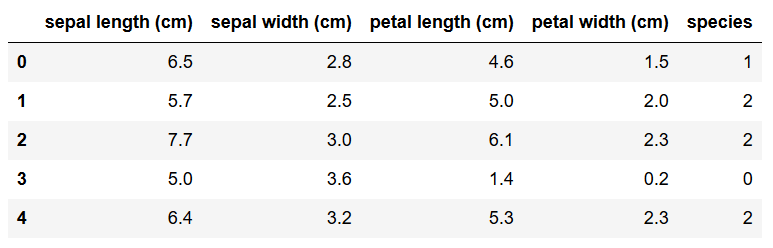 sepal length (cm) sepal width (cm) petal length (cm) petal width (cm) species
0 6.5 2.8 4.6 1.5 1
1 5.7 2.5 5.0 2.0 2
2 7.7 3.0 6.1 2.3 2
3 5.0 3.6 1.4 0.2 0
4 6.4 3.2 5.3 2.3 2